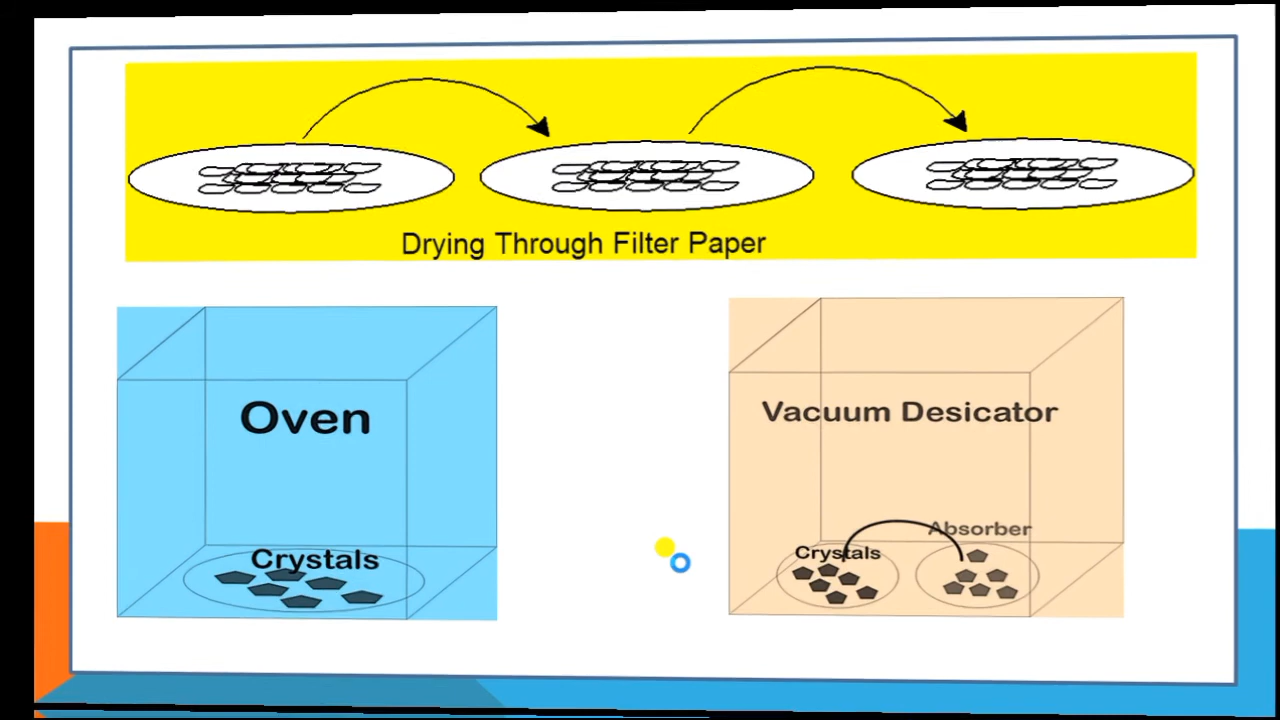 Drying Through Filter Paper
Oven
Crystals
Vacuum Desicator
Absorber
Crystals